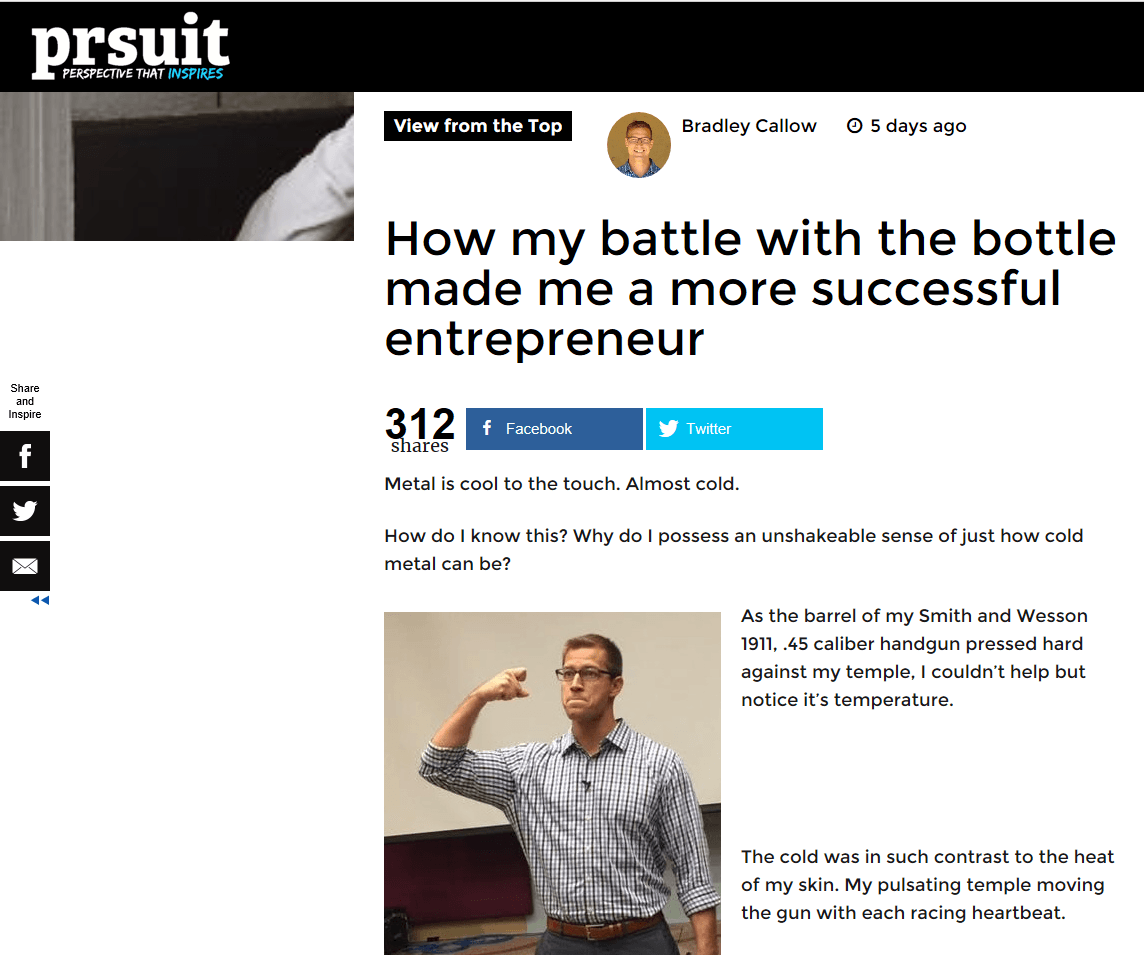 prsuit
PERSPECTIVE THAT INSPIRES
View from the Top
Bradley Callow
5 days ago
How my battle with the bottle
made me a more successful
entrepreneur
Share
and
Inspire
312
shares
Facebook
Twitter
Metal is cool to the touch. Almost cold.
How do I know this? Why do I possess an unshakeable sense of just how cold
metal can be?
As the barrel of my Smith and Wesson
1911, .45 caliber handgun pressed hard
against my temple, I couldn’t help but
notice it’s temperature.
The cold was in such contrast to the heat
of my skin. My pulsating temple moving
the gun with each racing heartbeat.